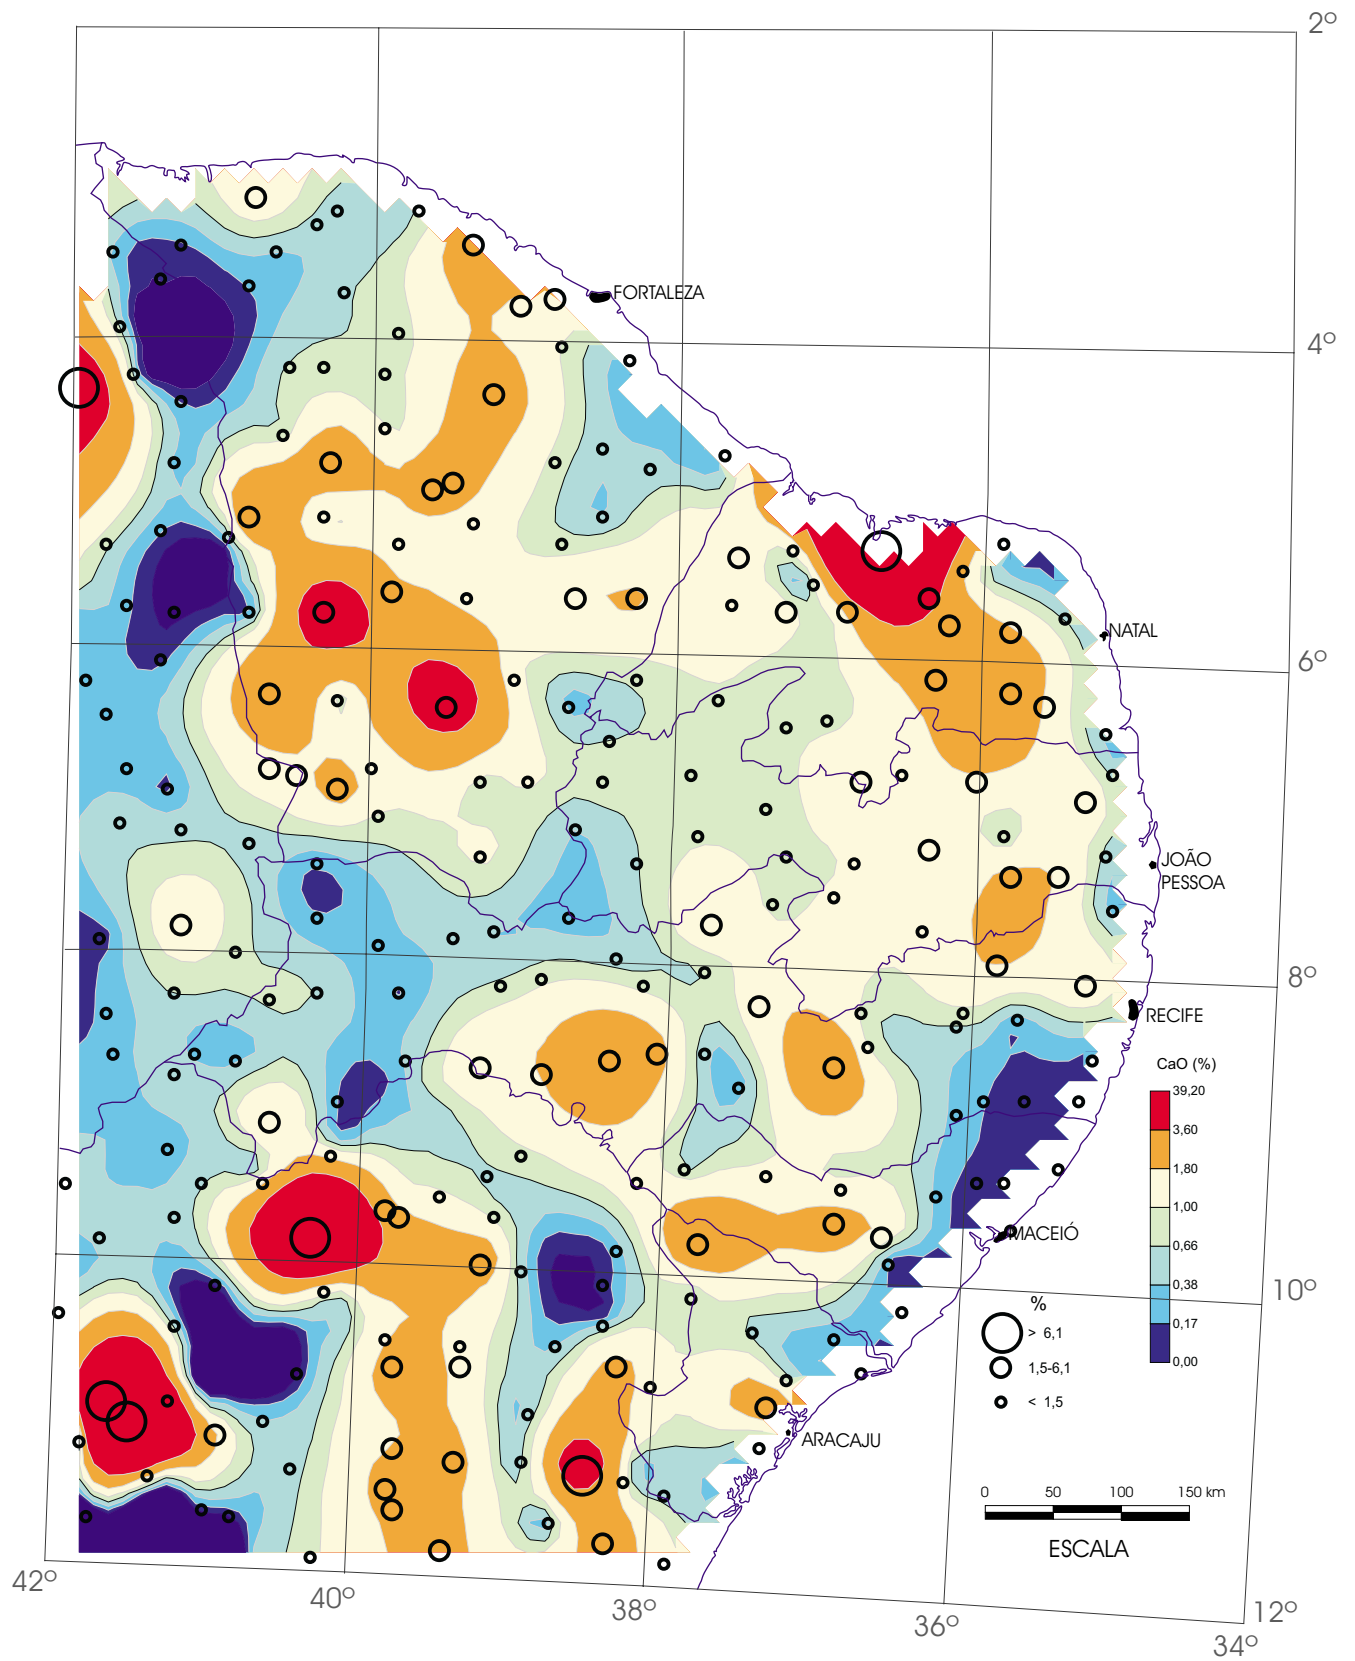 2º
FORTALEZA
4º
NATAL
6º
JOÃO
PESSOA
8º
RECIFE
CaO (%)
39,20
3,60
1,80
1,00
0,66
0,38
0,17
0,00
MACEIÓ
10º
%
> 6,1
1,5-6,1
< 1,5
ARACAJU
0 50 100 150 km
ESCALA
42º
40º
38º
36º
12º
34º